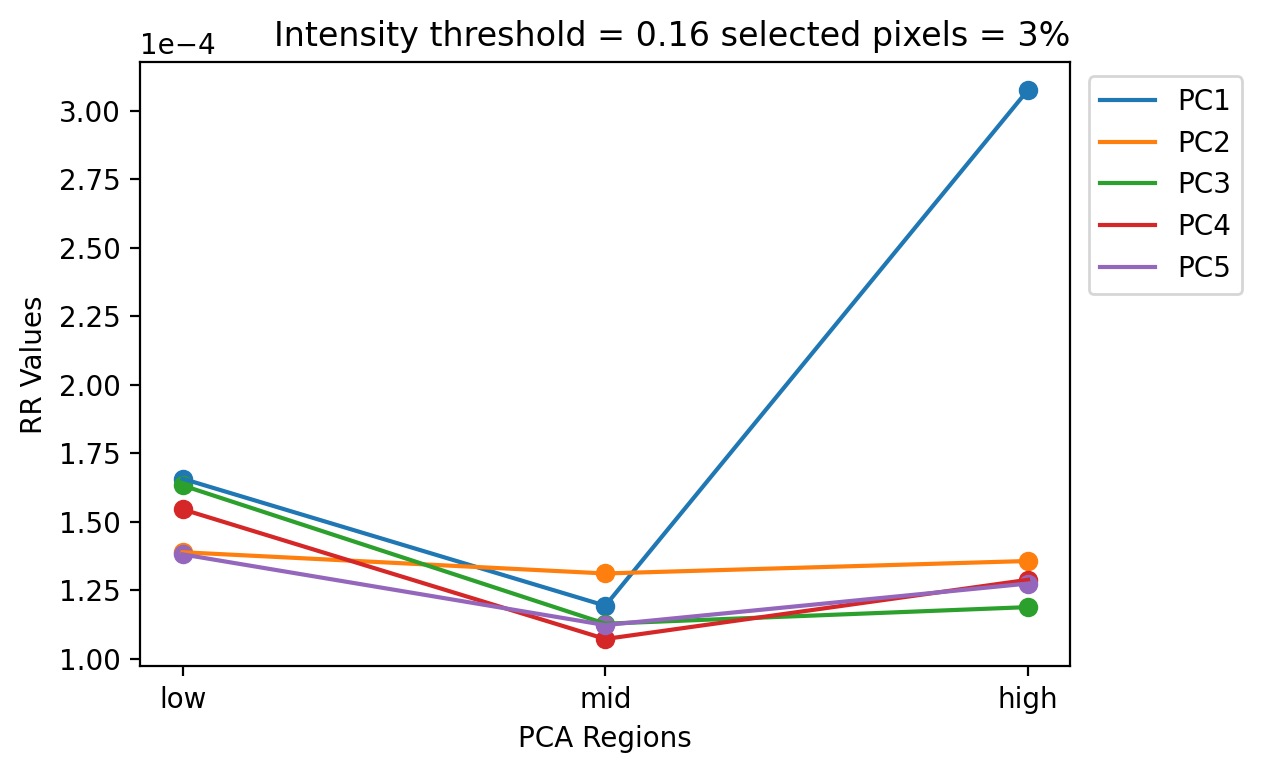 Intensity threshold = 0.16 selected pixels = 3%
1e−4
3.00
2.75
2.50
2.25
2.00
1.75
1.50
1.25
1.00
RR Values
low
mid
high
PCA Regions
PC1
PC2
PC3
PC4
PC5